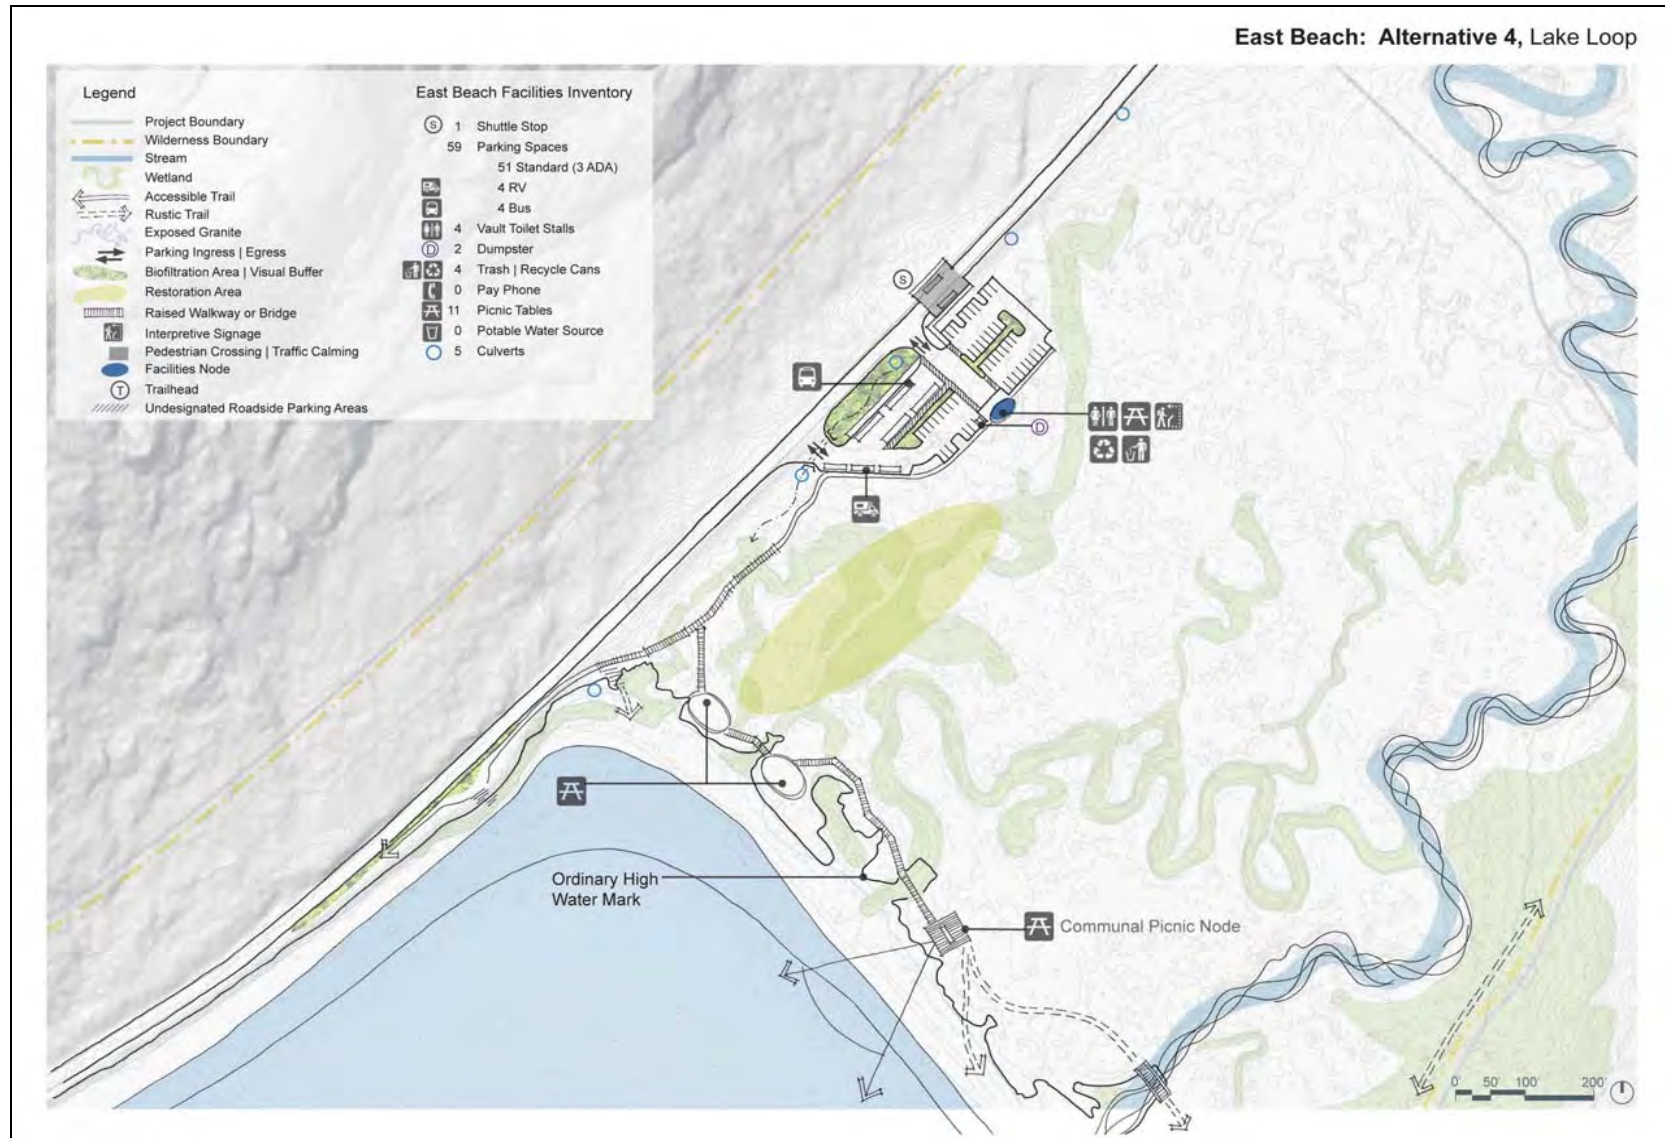 East Beach: Alternative 4, Lake Loop
Legend
Project Boundary
Wilderness Boundary
Stream
Wetland
Accessible Trail
Rustic Trail
Exposed Granite
Parking Ingress | Egress
Biofiltration Area | Visual Buffer
Restoration Area
Raised Walkway or Bridge
Interpretive Signage
Pedestrian Crossing | Traffic Calming
Facilities Node
T Trailhead
Undesignated Roadside Parking Areas
East Beach Facilities Inventory
S 1 Shuttle Stop
59 Parking Spaces
51 Standard (3 ADA)
4 RV
4 Bus
4 Vault Toilet Stalls
D 2 Dumpster
4 Trash | Recycle Cans
0 Pay Phone
11 Picnic Tables
0 Potable Water Source
5 Culverts
S
D
Ordinary High
Water Mark
Communal Picnic Node
0' 50' 100' 200'